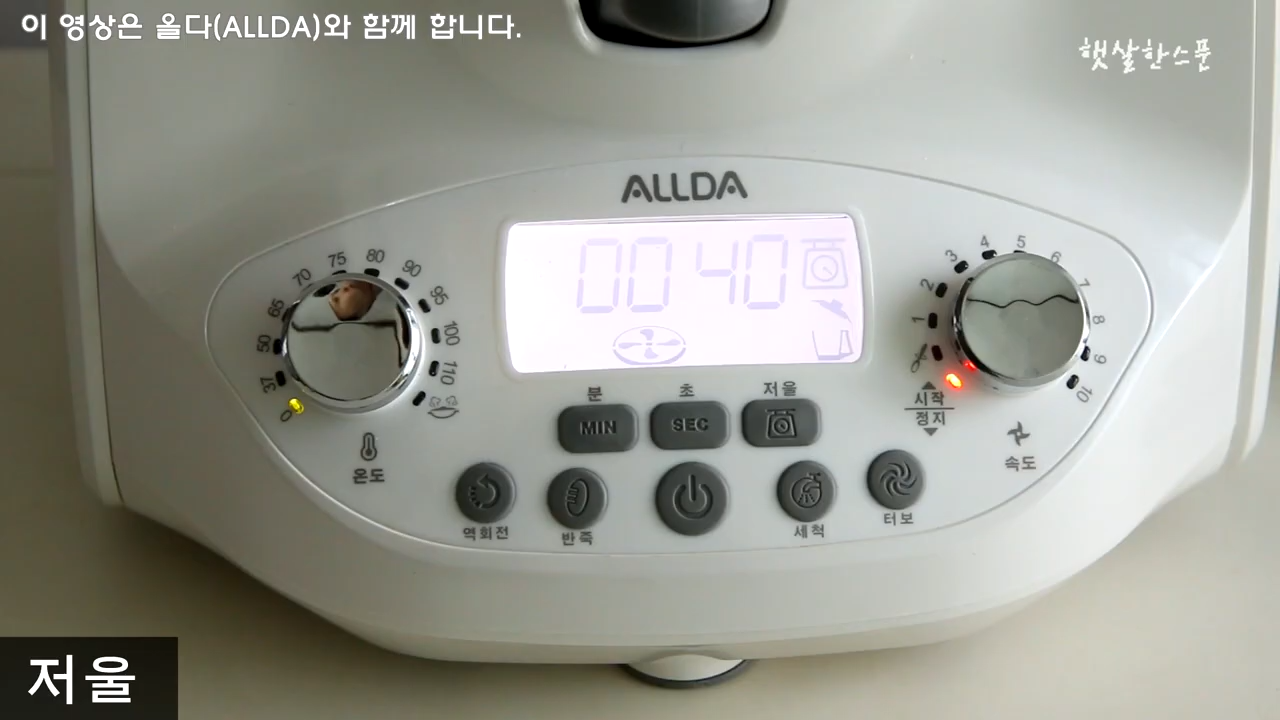 이 영상은 올다(ALLDA)와 함께 합니다.
햇살한스푼
ALLDA
00 40
0 37 50 65 70 75 80 90 95 100 110
온도
1 2 3 4 5 6 7 8 9 10
시작
정지
속도
분 초 저울
MIN SEC
역회전 반죽 세척 터보
저울